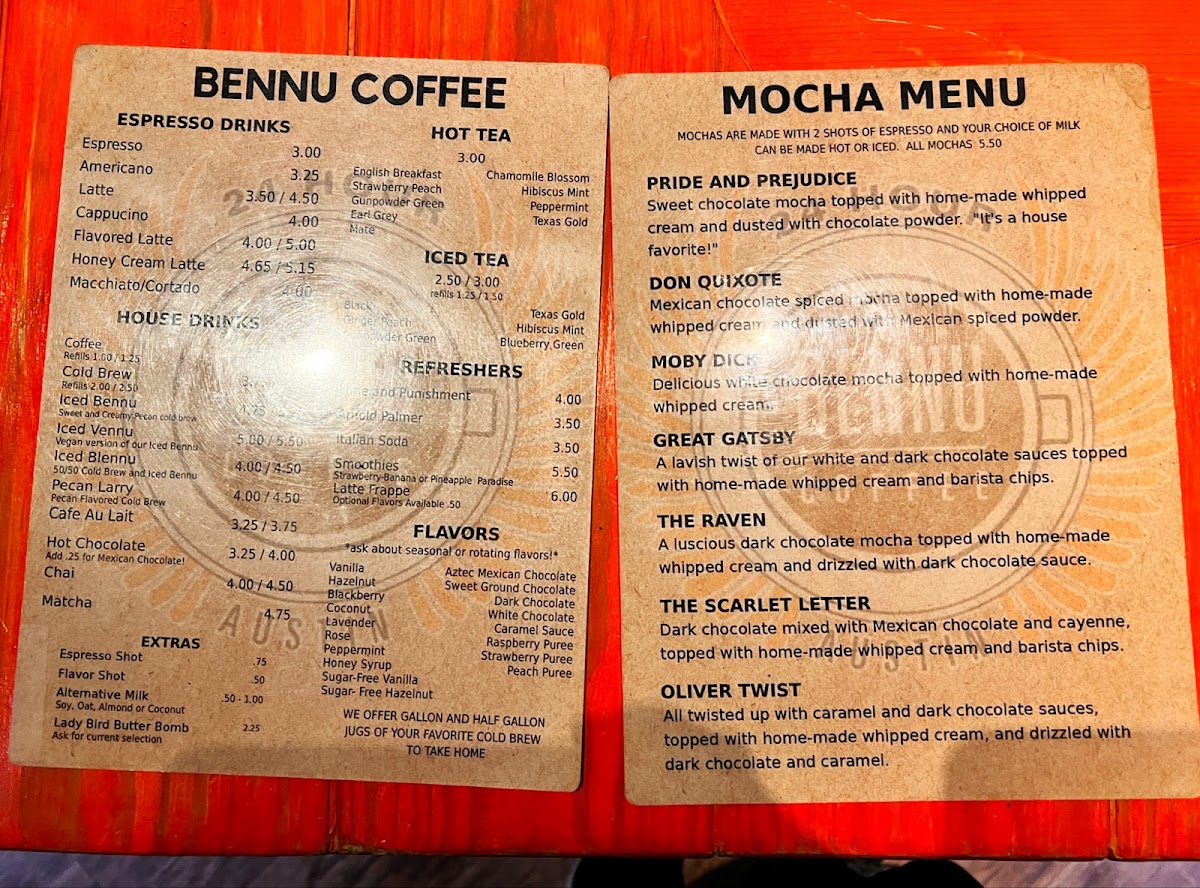 BENNU COFFEE
ESPRESSO DRINKS
Espresso 3.00
Americano 3.25
Latte 3.50 / 4.50
Cappucino 4.00
Flavored Latte 4.00 / 5.00
Honey Cream Latte 4.65 / 5.15
Macchiato/Cortado 4.00
HOUSE DRINKS
Coffee
Refills 1.00 / 1.25
Cold Brew
Refills 2.00 / 2.50
Iced Bennu
Sweet and Creamy Pecan cold brew
Iced Vennu 5.00 / 5.50
Vegan version of our Iced Bennu
Iced Blennu 4.00 / 4.50
50/50 Cold Brew and Iced Bennu
Pecan Larry 4.00 / 4.50
Pecan Flavored Cold Brew
Cafe Au Lait 3.25 / 3.75
Hot Chocolate 3.25 / 4.00
Add .25 for Mexican Chocolate!
Chai 4.00 / 4.50
Matcha 4.75
EXTRAS
Espresso Shot .75
Flavor Shot .50
Alternative Milk .50 - 1.00
Soy, Oat, Almond or Coconut
Lady Bird Butter Bomb 2.25
Ask for current selection
HOT TEA
3.00
English Breakfast Chamomile Blossom
Strawberry Peach Hibiscus Mint
Gunpowder Green Peppermint
Earl Grey Texas Gold
Mate
ICED TEA
2.50 / 3.00
refills 1.25 / 1.50
Black Texas Gold
Peach Hibiscus Mint
Gunpowder Green Blueberry Green
REFRESHERS
and Punishment 4.00
Arnold Palmer 3.50
Italian Soda 3.50
Smoothies 5.50
Strawberry-Banana or Pineapple Paradise
Latte Frappe 6.00
Optional Flavors Available .50
FLAVORS
*ask about seasonal or rotating flavors!*
Vanilla Aztec Mexican Chocolate
Hazelnut Sweet Ground Chocolate
Blackberry Dark Chocolate
Coconut White Chocolate
Lavender Caramel Sauce
Rose Raspberry Puree
Peppermint Strawberry Puree
Honey Syrup Peach Puree
Sugar-Free Vanilla
Sugar- Free Hazelnut
WE OFFER GALLON AND HALF GALLON
JUGS OF YOUR FAVORITE COLD BREW
TO TAKE HOME
AUSTIN
MOCHA MENU
MOCHAS ARE MADE WITH 2 SHOTS OF ESPRESSO AND YOUR CHOICE OF MILK
CAN BE MADE HOT OR ICED. ALL MOCHAS 5.50
PRIDE AND PREJUDICE
Sweet chocolate mocha topped with home-made whipped
cream and dusted with chocolate powder. "It's a house
favorite!"
DON QUIXOTE
Mexican chocolate spiced mocha topped with home-made
whipped cream and dusted with Mexican spiced powder.
MOBY DICK
Delicious white chocolate mocha topped with home-made
whipped cream.
GREAT GATSBY
A lavish twist of our white and dark chocolate sauces topped
with home-made whipped cream and barista chips.
THE RAVEN
A luscious dark chocolate mocha topped with home-made
whipped cream and drizzled with dark chocolate sauce.
THE SCARLET LETTER
Dark chocolate mixed with Mexican chocolate and cayenne,
topped with home-made whipped cream and barista chips.
OLIVER TWIST
All twisted up with caramel and dark chocolate sauces,
topped with home-made whipped cream, and drizzled with
dark chocolate and caramel.
BENNU
COFFEE
AUSTIN